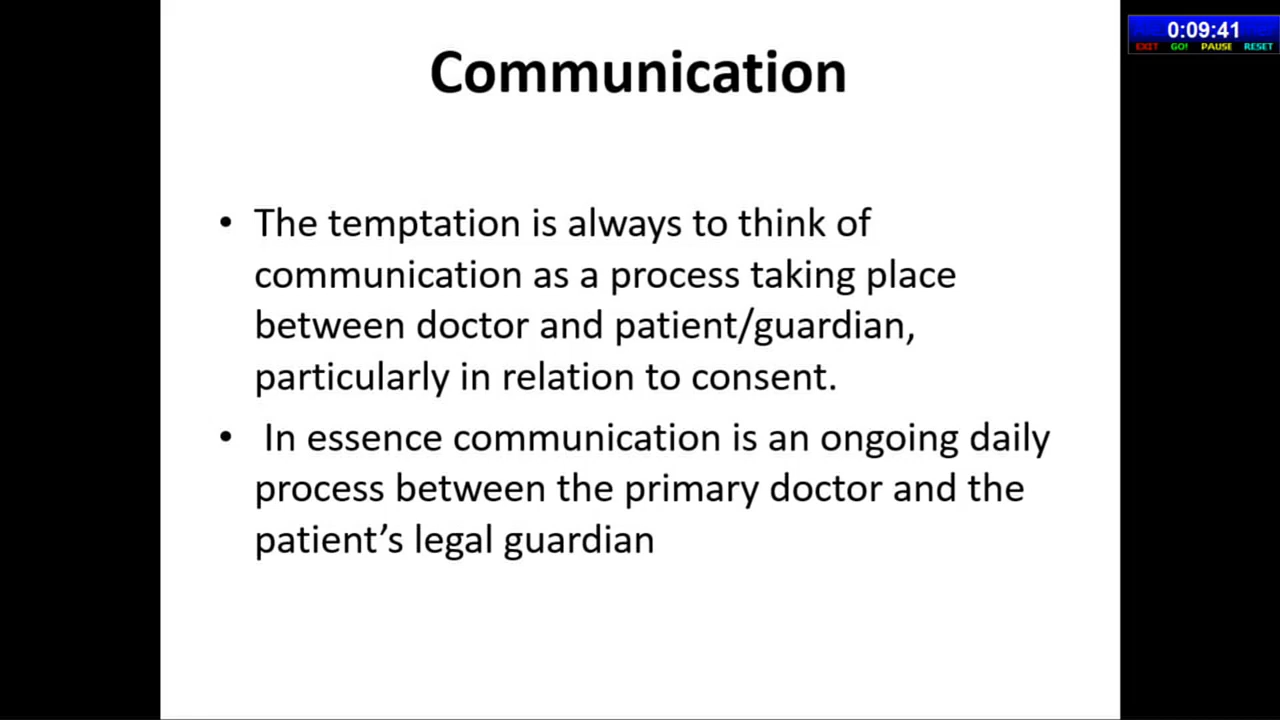 Communication
0:09:41
EXIT GO! PAUSE RESET
• The temptation is always to think of
communication as a process taking place
between doctor and patient/guardian,
particularly in relation to consent.
• In essence communication is an ongoing daily
process between the primary doctor and the
patient’s legal guardian